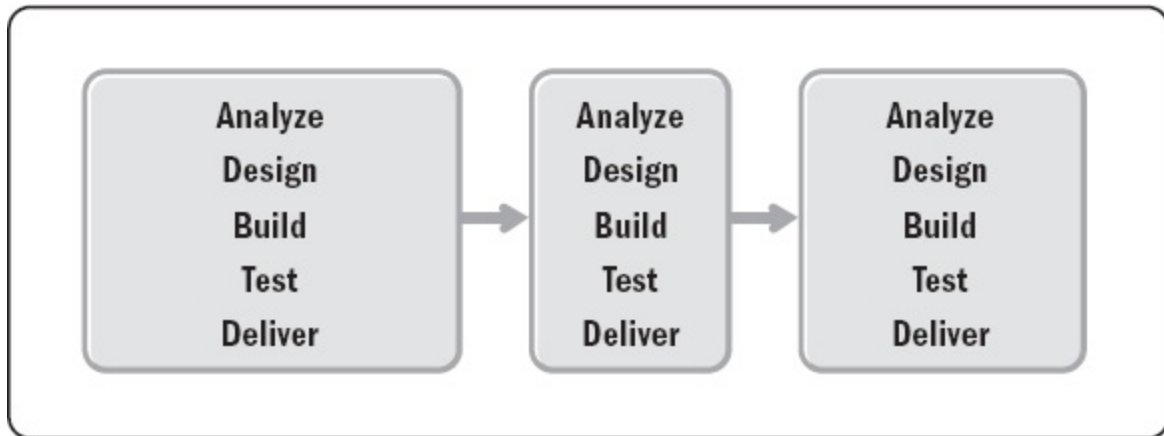 Analyze
Design
Build
Test
Deliver
Analyze
Design
Build
Test
Deliver
Analyze
Design
Build
Test
Deliver